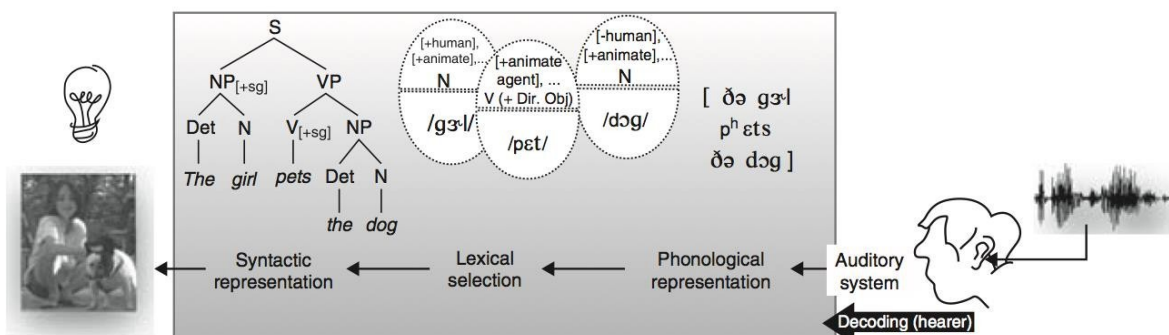 S
NP[+sg] VP
Det N V[+sg] NP
The girl pets Det N
the dog
[+human],
[+animate],...
N
/gɝl/
[+animate
agent], ...
V (+ Dir. Obj)
/pɛt/
[-human],
[+animate],...
N
/dɔg/
[ ðə gɝl
pʰ ɛts
ðə dɔg ]
Syntactic
representation
Lexical
selection
Phonological
representation
Auditory
system
Decoding (hearer)